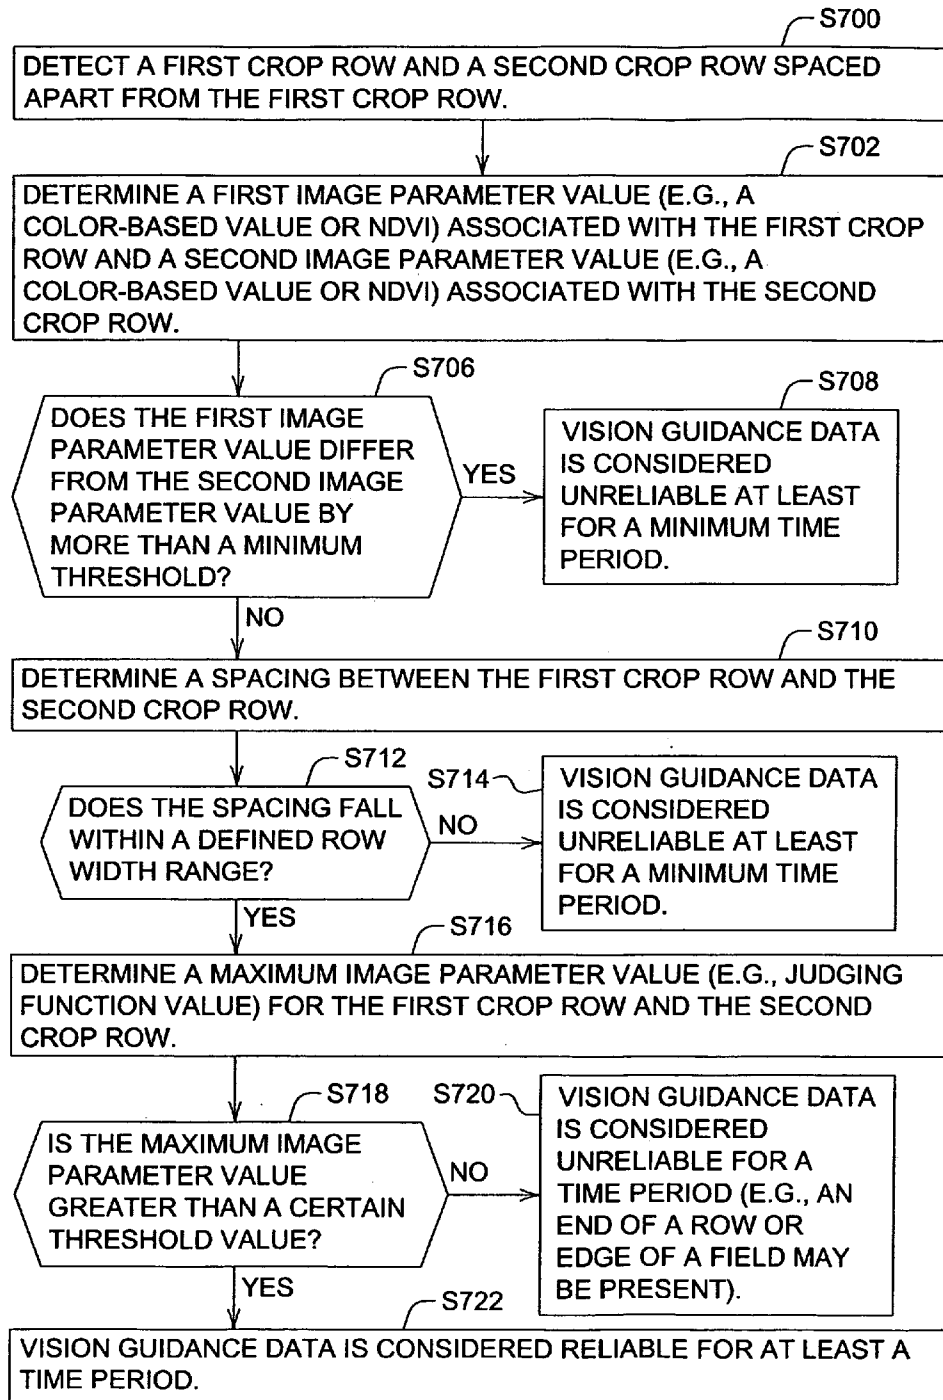 S700
DETECT A FIRST CROP ROW AND A SECOND CROP ROW SPACED
APART FROM THE FIRST CROP ROW.
S702
DETERMINE A FIRST IMAGE PARAMETER VALUE (E.G., A
COLOR-BASED VALUE OR NDVI) ASSOCIATED WITH THE FIRST CROP
ROW AND A SECOND IMAGE PARAMETER VALUE (E.G., A
COLOR-BASED VALUE OR NDVI) ASSOCIATED WITH THE SECOND
CROP ROW.
S706
DOES THE FIRST IMAGE
PARAMETER VALUE DIFFER
FROM THE SECOND IMAGE
PARAMETER VALUE BY
MORE THAN A MINIMUM
THRESHOLD?
YES
S708
VISION GUIDANCE DATA
IS CONSIDERED
UNRELIABLE AT LEAST
FOR A MINIMUM TIME
PERIOD.
NO
S710
DETERMINE A SPACING BETWEEN THE FIRST CROP ROW AND THE
SECOND CROP ROW.
S712
DOES THE SPACING FALL
WITHIN A DEFINED ROW
WIDTH RANGE?
NO
S714
VISION GUIDANCE DATA
IS CONSIDERED
UNRELIABLE AT LEAST
FOR A MINIMUM TIME
PERIOD.
YES
S716
DETERMINE A MAXIMUM IMAGE PARAMETER VALUE (E.G., JUDGING
FUNCTION VALUE) FOR THE FIRST CROP ROW AND THE SECOND
CROP ROW.
S718
IS THE MAXIMUM IMAGE
PARAMETER VALUE
GREATER THAN A CERTAIN
THRESHOLD VALUE?
NO
S720
VISION GUIDANCE DATA
IS CONSIDERED
UNRELIABLE FOR A
TIME PERIOD (E.G., AN
END OF A ROW OR
EDGE OF A FIELD MAY
BE PRESENT).
YES
S722
VISION GUIDANCE DATA IS CONSIDERED RELIABLE FOR AT LEAST A
TIME PERIOD.